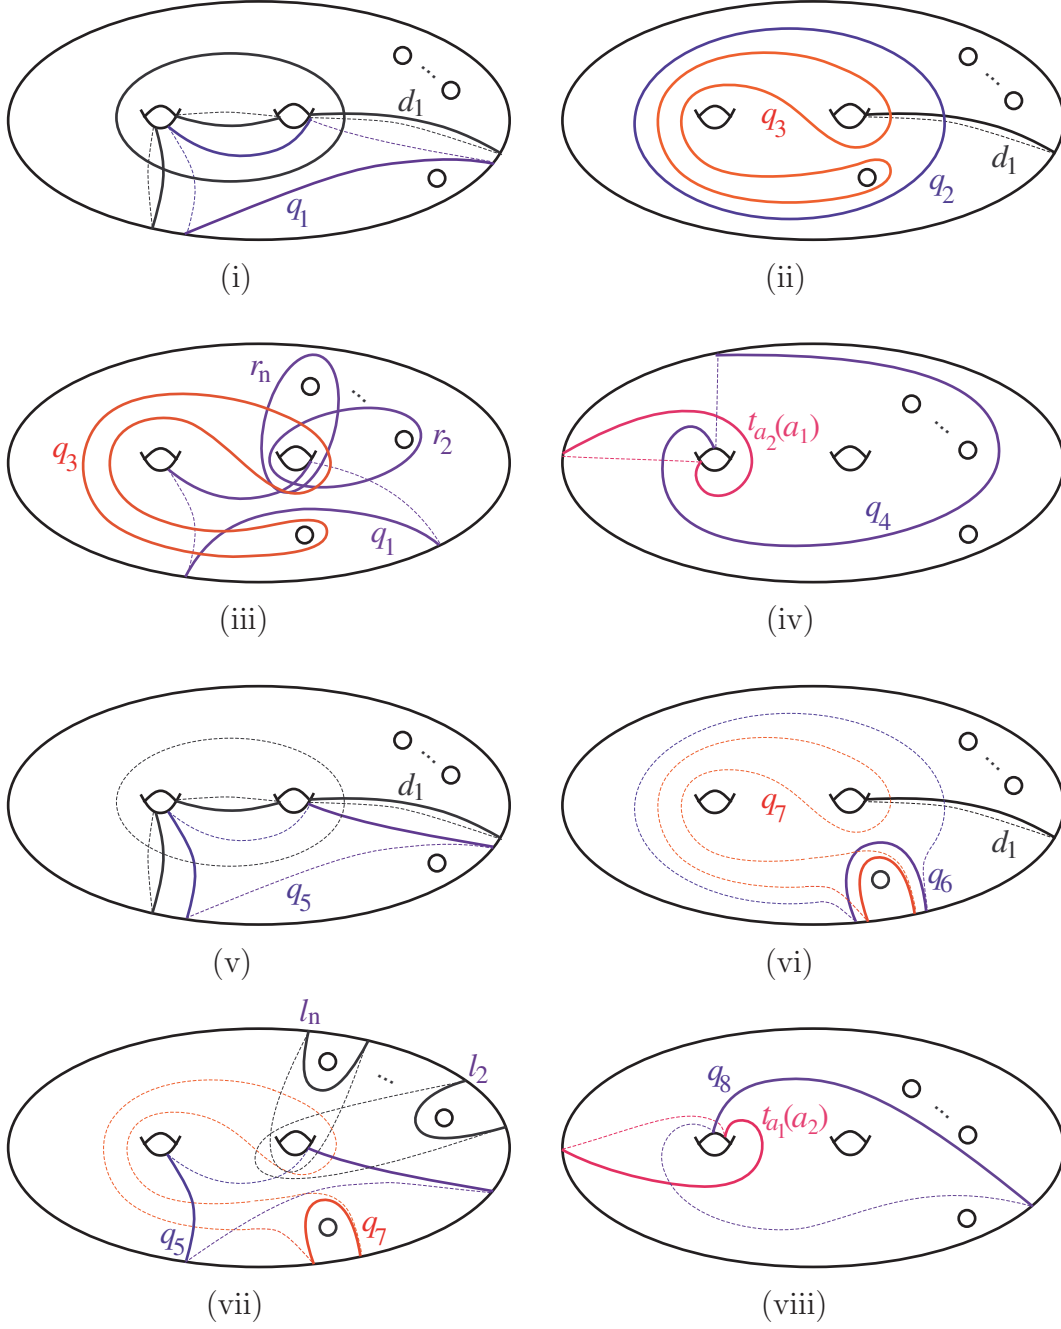 d1
q1
(i)
q3
d1
q2
(ii)
rn
r2
q3
q1
(iii)
ta2(a1)
q4
(iv)
d1
q5
(v)
q7
d1
q6
(vi)
ln
l2
q5
q7
(vii)
q8
ta1(a2)
(viii)